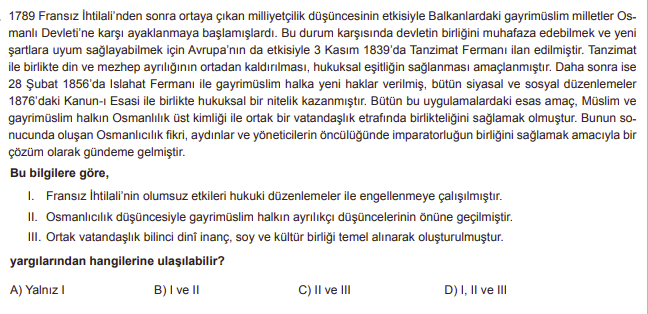 1789 Fransız İhtilali'nden sonra ortaya çıkan milliyetçilik düşüncesinin etkisiyle Balkanlardaki gayrimüslim milletler Os-
manlı Devleti'ne karşı ayaklanmaya başlamışlardı. Bu durum karşısında devletin birliğini muhafaza edebilmek ve yeni
şartlara uyum sağlayabilmek için Avrupa'nın da etkisiyle 3 Kasım 1839'da Tanzimat Fermanı ilan edilmiştir. Tanzimat
ile birlikte din ve mezhep ayrılığının ortadan kaldırılması, hukuksal eşitliğin sağlanması amaçlanmıştır. Daha sonra ise
28 Şubat 1856'da Islahat Fermanı ile gayrimüslim halka yeni haklar verilmiş, bütün siyasal ve sosyal düzenlemeler
1876'daki Kanun-ı Esasi ile birlikte hukuksal bir nitelik kazanmıştır. Bütün bu uygulamalardaki esas amaç, Müslim ve
gayrimüslim halkın Osmanlılık üst kimliği ile ortak bir vatandaşlık etrafında birlikteliğini sağlamak olmuştur. Bunun so-
nucunda oluşan Osmanlıcılık fikri, aydınlar ve yöneticilerin öncülüğünde imparatorluğun birliğini sağlamak amacıyla bir
çözüm olarak gündeme gelmiştir.
Bu bilgilere göre,
I. Fransız İhtilali'nin olumsuz etkileri hukuki düzenlemeler ile engellenmeye çalışılmıştır.
II. Osmanlıcılık düşüncesiyle gayrimüslim halkın ayrılıkçı düşüncelerinin önüne geçilmiştir.
III. Ortak vatandaşlık bilinci dinî inanç, soy ve kültür birliği temel alınarak oluşturulmuştur.
yargılarından hangilerine ulaşılabilir?
A) Yalnız I B) I ve II C) II ve III D) I, II ve III